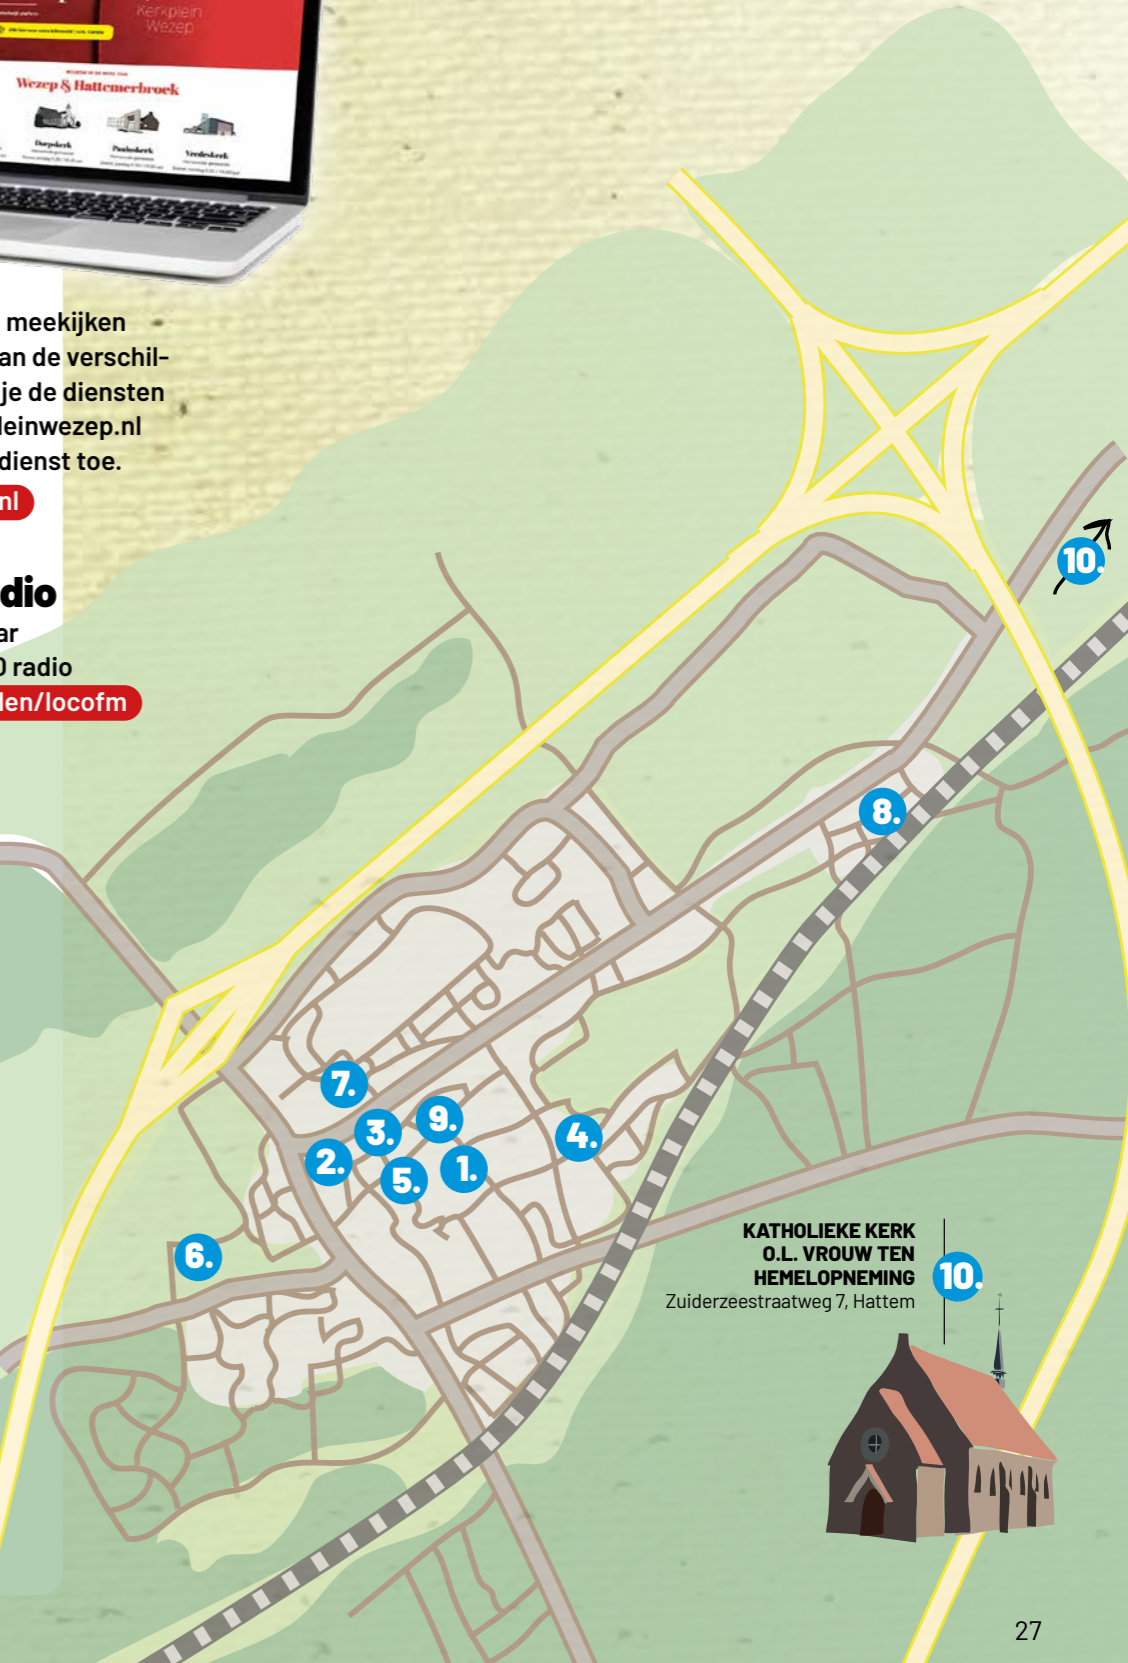 Kerkplein
Wezep
Wezep & Hattemerbroek
Dorpskerk
Pauluskerk
Vredeskerk
meekijken
an de verschil-
je de diensten
leinwezep.nl
dienst toe.
nl
dio
ar
0 radio
len/locofm
10.
8.
7.
9.
3.
4.
2.
1.
5.
6.
KATHOLIEKE KERK
O.L. VROUW TEN
HEMELOPNEMING
10.
Zuiderzeestraatweg 7, Hattem
27